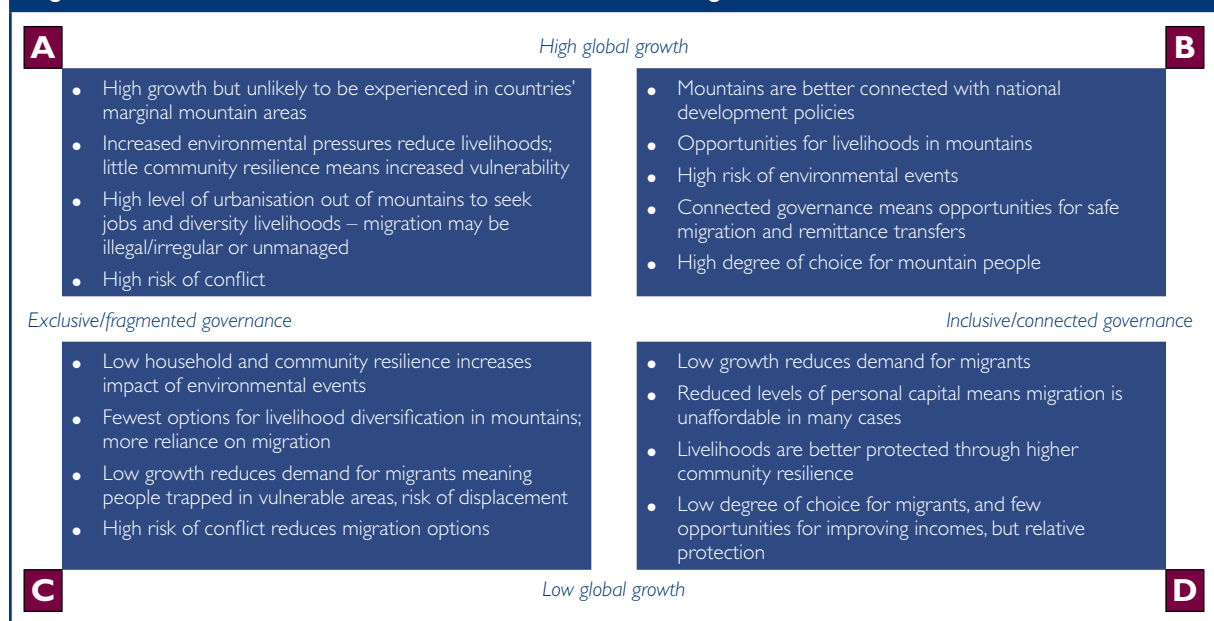 A
High global growth
B
● High growth but unlikely to be experienced in countries'
marginal mountain areas
● Increased environmental pressures reduce livelihoods;
little community resilience means increased vulnerability
● High level of urbanisation out of mountains to seek
jobs and diversity livelihoods – migration may be
illegal/irregular or unmanaged
● High risk of conflict
● Mountains are better connected with national
development policies
● Opportunities for livelihoods in mountains
● High risk of environmental events
● Connected governance means opportunities for safe
migration and remittance transfers
● High degree of choice for mountain people
Exclusive/fragmented governance
Inclusive/connected governance
● Low household and community resilience increases
impact of environmental events
● Fewest options for livelihood diversification in mountains;
more reliance on migration
● Low growth reduces demand for migrants meaning
people trapped in vulnerable areas, risk of displacement
● High risk of conflict reduces migration options
● Low growth reduces demand for migrants
● Reduced levels of personal capital means migration is
unaffordable in many cases
● Livelihoods are better protected through higher
community resilience
● Low degree of choice for migrants, and few
opportunities for improving incomes, but relative
protection
C
Low global growth
D